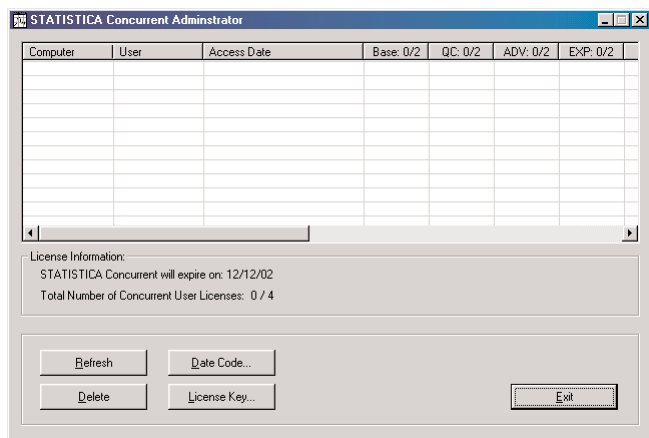 STATISTICA Concurrent Adminstrator
Computer User Access Date Base: 0/2 QC: 0/2 ADV: 0/2 EXP: 0/2
License Information:
STATISTICA Concurrent will expire on: 12/12/02
Total Number of Concurrent User Licenses: 0 / 4
Refresh Date Code...
Delete License Key... Exit